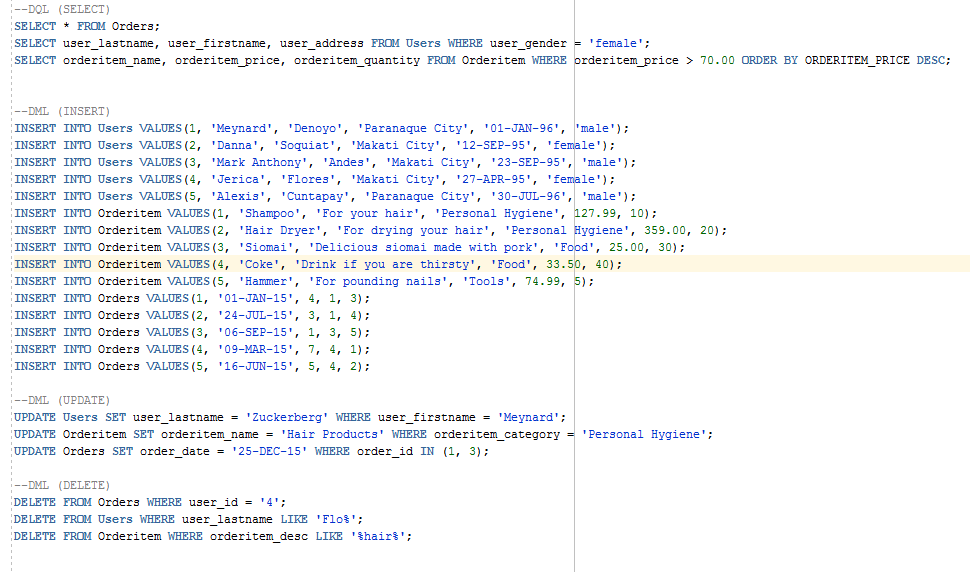 --DQL (SELECT)
SELECT * FROM Orders;
SELECT user_lastname, user_firstname, user_address FROM Users WHERE user_gender = 'female';
SELECT orderitem_name, orderitem_price, orderitem_quantity FROM Orderitem WHERE orderitem_price > 70.00 ORDER BY ORDERITEM_PRICE DESC;
--DML (INSERT)
INSERT INTO Users VALUES(1, 'Meynard', 'Denoyo', 'Paranaque City', '01-JAN-96', 'male');
INSERT INTO Users VALUES(2, 'Danna', 'Soquiat', 'Makati City', '12-SEP-95', 'female');
INSERT INTO Users VALUES(3, 'Mark Anthony', 'Andes', 'Makati City', '23-SEP-95', 'male');
INSERT INTO Users VALUES(4, 'Jerica', 'Flores', 'Makati City', '27-APR-95', 'female');
INSERT INTO Users VALUES(5, 'Alexis', 'Cuntapay', 'Paranaque City', '30-JUL-96', 'male');
INSERT INTO Orderitem VALUES(1, 'Shampoo', 'For your hair', 'Personal Hygiene', 127.99, 10);
INSERT INTO Orderitem VALUES(2, 'Hair Dryer', 'For drying your hair', 'Personal Hygiene', 359.00, 20);
INSERT INTO Orderitem VALUES(3, 'Siomai', 'Delicious siomai made with pork', 'Food', 25.00, 30);
INSERT INTO Orderitem VALUES(4, 'Coke', 'Drink if you are thirsty', 'Food', 33.50, 40);
INSERT INTO Orderitem VALUES(5, 'Hammer', 'For pounding nails', 'Tools', 74.99, 5);
INSERT INTO Orders VALUES(1, '01-JAN-15', 4, 1, 3);
INSERT INTO Orders VALUES(2, '24-JUL-15', 3, 1, 4);
INSERT INTO Orders VALUES(3, '06-SEP-15', 1, 3, 5);
INSERT INTO Orders VALUES(4, '09-MAR-15', 7, 4, 1);
INSERT INTO Orders VALUES(5, '16-JUN-15', 5, 4, 2);
--DML (UPDATE)
UPDATE Users SET user_lastname = 'Zuckerberg' WHERE user_firstname = 'Meynard';
UPDATE Orderitem SET orderitem_name = 'Hair Products' WHERE orderitem_category = 'Personal Hygiene';
UPDATE Orders SET order_date = '25-DEC-15' WHERE order_id IN (1, 3);
--DML (DELETE)
DELETE FROM Orders WHERE user_id = '4';
DELETE FROM Users WHERE user_lastname LIKE 'Flo%';
DELETE FROM Orderitem WHERE orderitem_desc LIKE '%hair%';